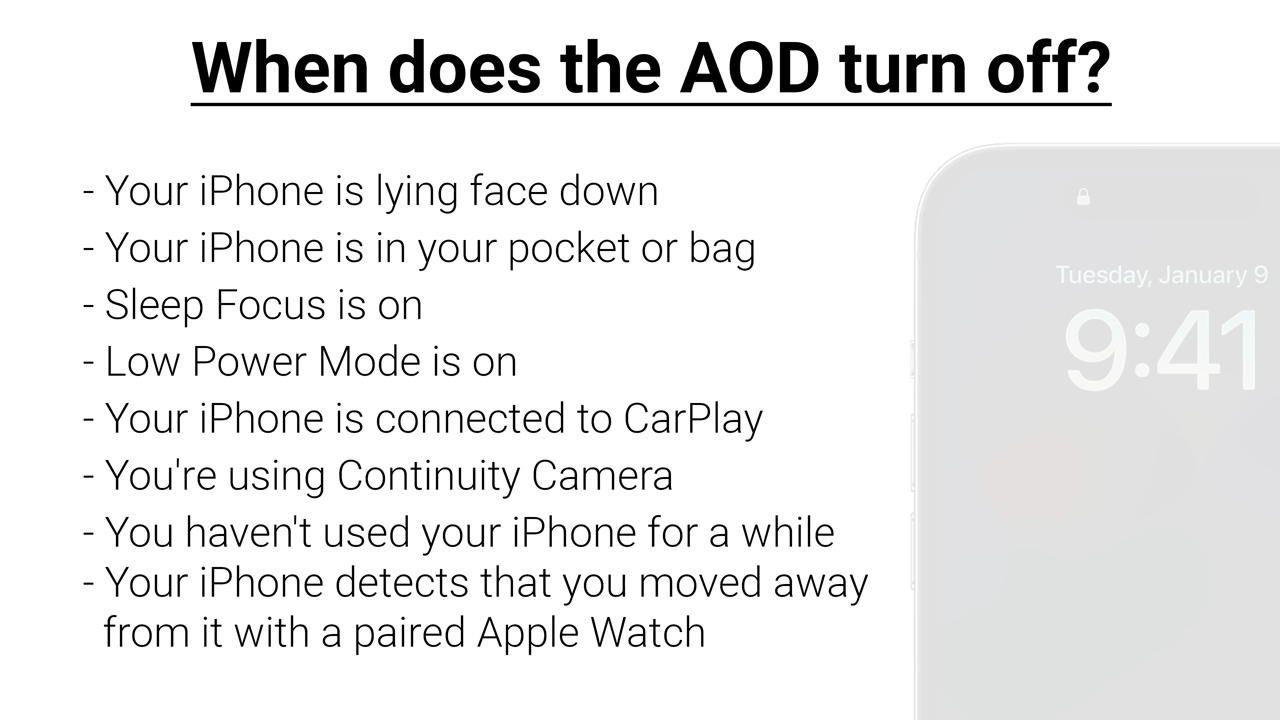 When does the AOD turn off?
- Your iPhone is lying face down
- Your iPhone is in your pocket or bag
- Sleep Focus is on
- Low Power Mode is on
- Your iPhone is connected to CarPlay
- You're using Continuity Camera
- You haven't used your iPhone for a while
- Your iPhone detects that you moved away
from it with a paired Apple Watch
Tuesday, January 9
9:41